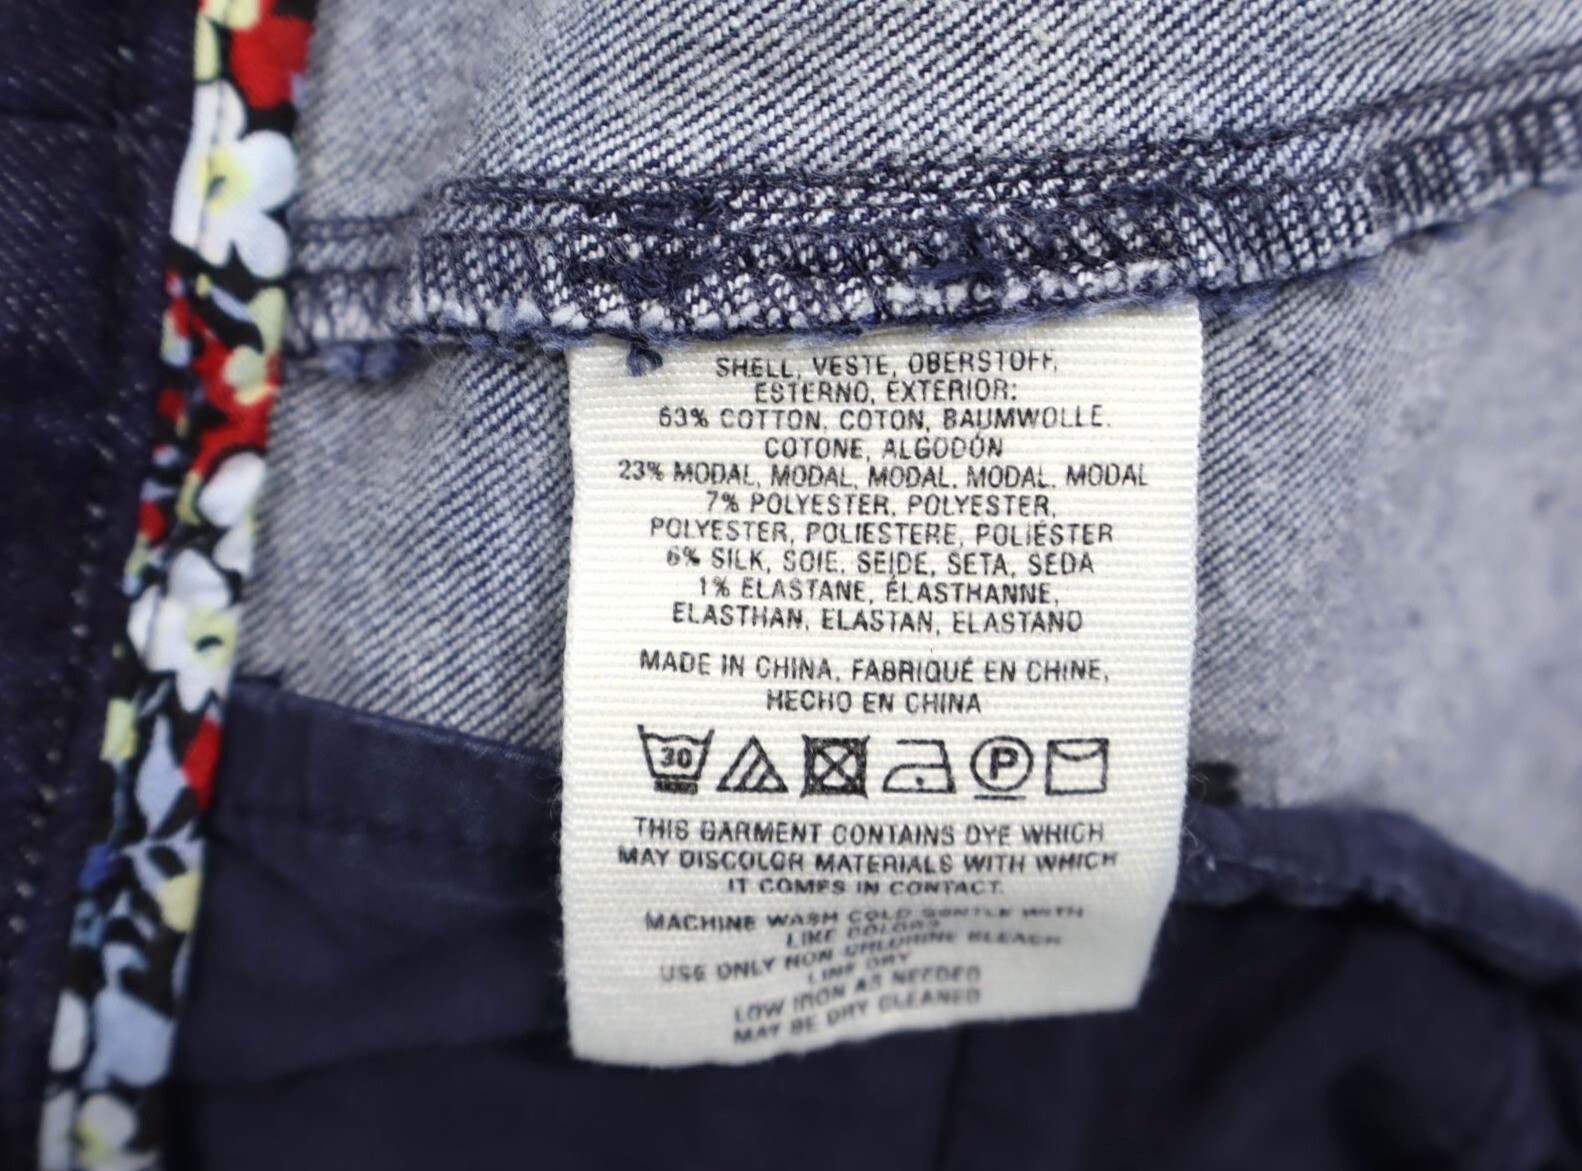 SHELL, VESTE, OBERSTOFF,
ESTERNO, EXTERIOR:
63% COTTON, COTON, BAUMWOLLE.
COTONE, ALGODÓN
23% MODAL, MODAL, MODAL, MODAL. MODAL
7% POLYESTER, POLYESTER,
POLYESTER, POLIESTERE, POLIÉSTER
6% SILK, SOIE, SEIDE, SETA, SEDA
1% ELASTANE, ÉLASTHANNE,
ELASTHAN, ELASTAN, ELASTANO
MADE IN CHINA, FABRIQUÉ EN CHINE,
HECHO EN CHINA
30 P
THIS GARMENT CONTAINS DYE WHICH
MAY DISCOLOR MATERIALS WITH WHICH
IT COMES IN CONTACT.
MACHINE WASH COLD GENTLE WITH
LIKE COLORS
USE ONLY NON-CHLORINE BLEACH
LINE DRY
LOW IRON AS NEEDED
MAY BE DRY CLEANED